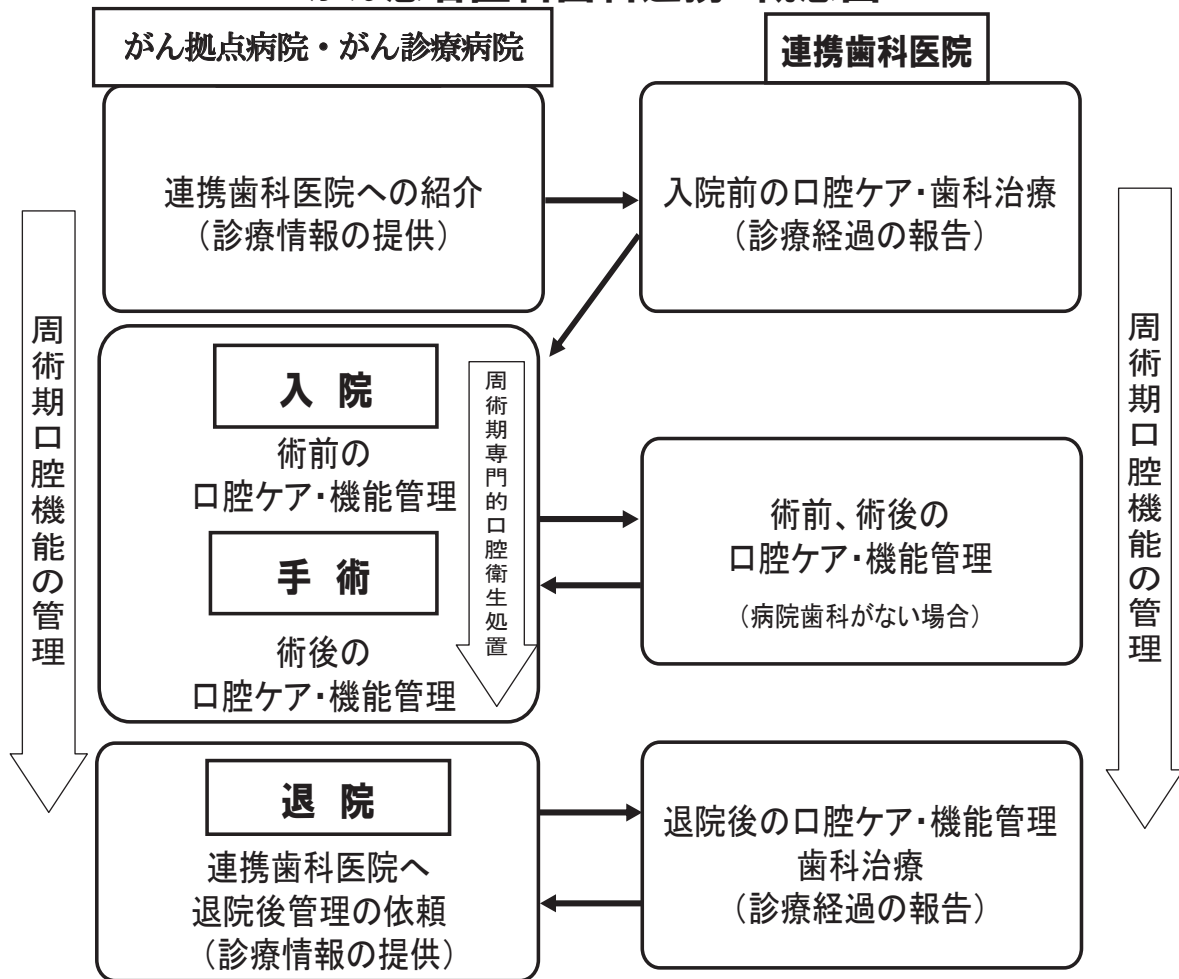 がん拠点病院・がん診療病院
連携歯科医院
連携歯科医院への紹介
（診療情報の提供）
入院前の口腔ケア・歯科治療
（診療経過の報告）
周術期口腔機能の管理
入 院
術前の
口腔ケア・機能管理
手 術
術後の
口腔ケア・機能管理
周術期専門的口腔衛生処置
術前、術後の
口腔ケア・機能管理
（病院歯科がない場合）
周術期口腔機能の管理
退 院
連携歯科医院へ
退院後管理の依頼
（診療情報の提供）
退院後の口腔ケア・機能管理
歯科治療
（診療経過の報告）